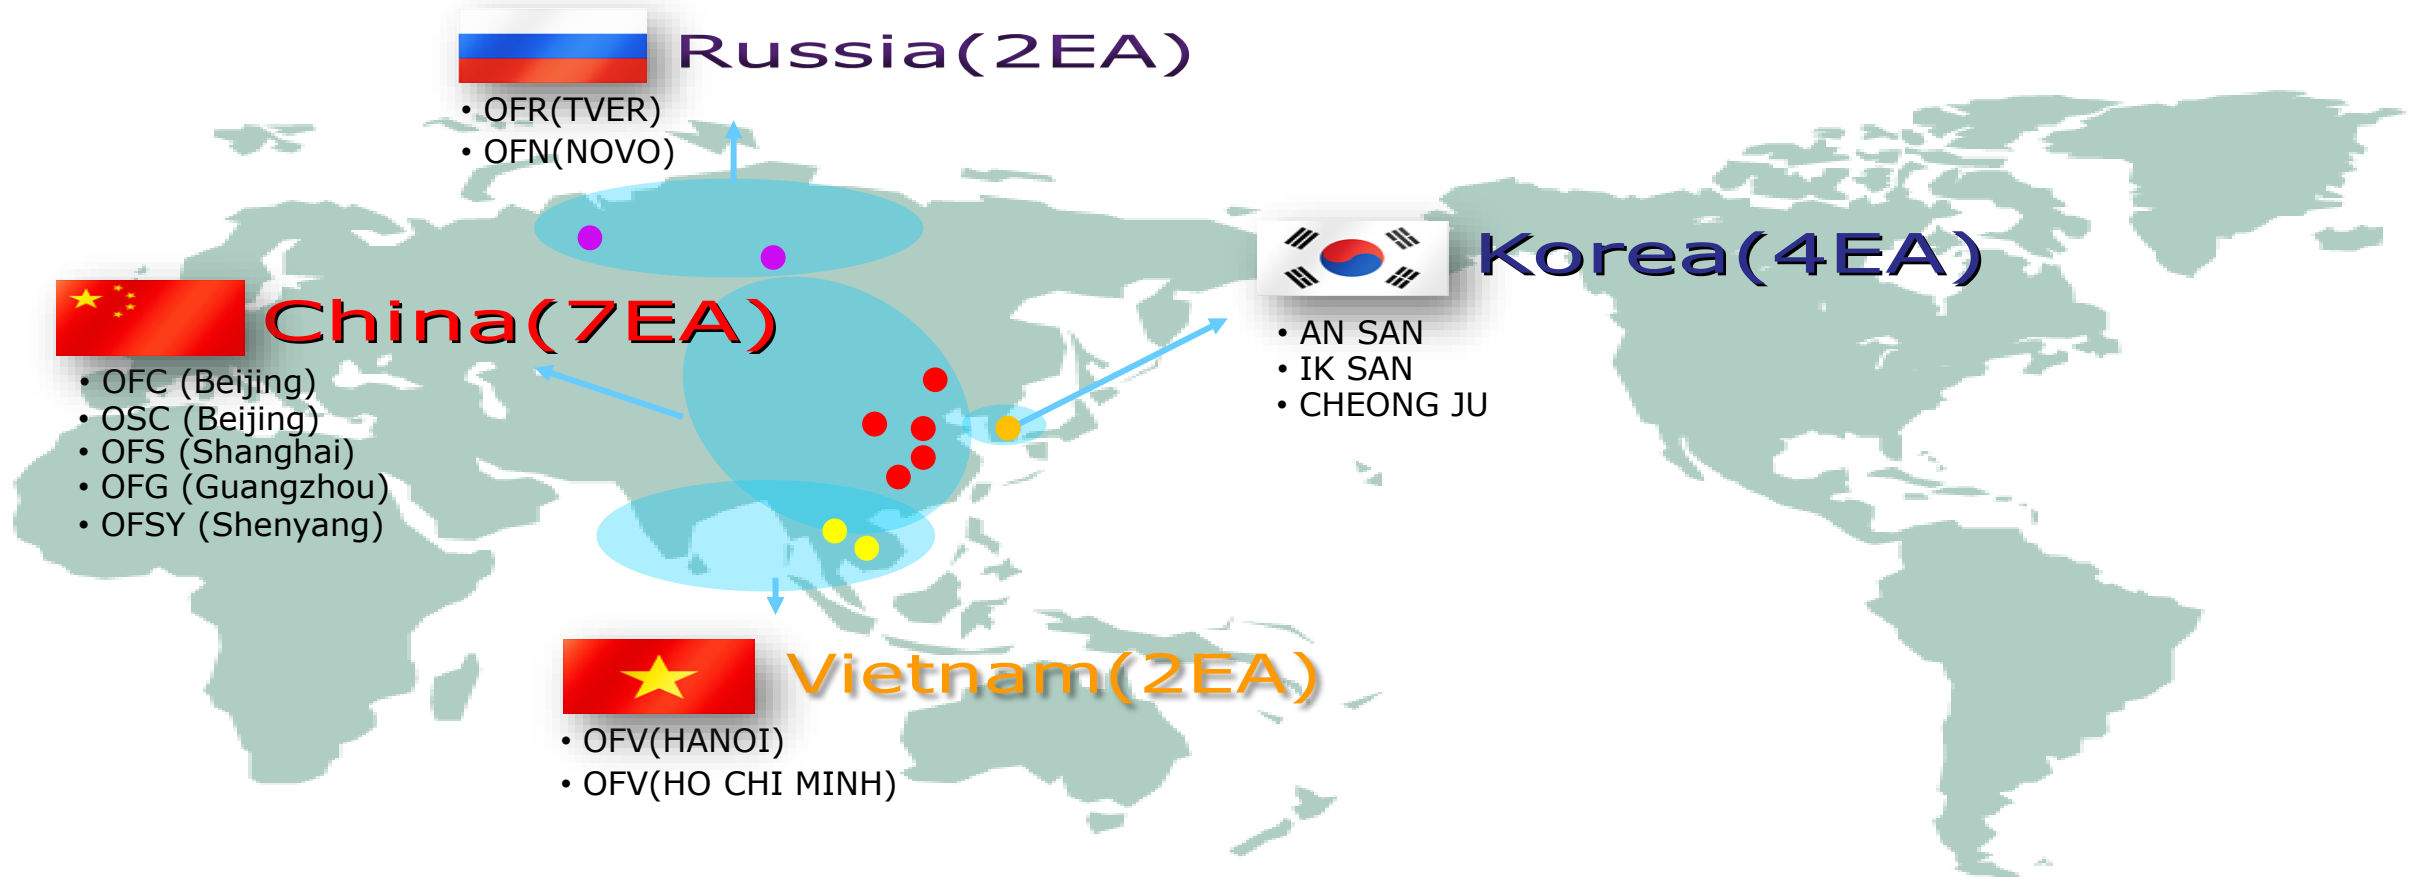 Russia(2EA)
• OFR(TVER)
• OFN(NOVO)
Korea(4EA)
• AN SAN
• IK SAN
• CHEONG JU
China(7EA)
• OFC (Beijing)
• OSC (Beijing)
• OFS (Shanghai)
• OFG (Guangzhou)
• OFSY (Shenyang)
Vietnam(2EA)
• OFV(HANOI)
• OFV(HO CHI MINH)